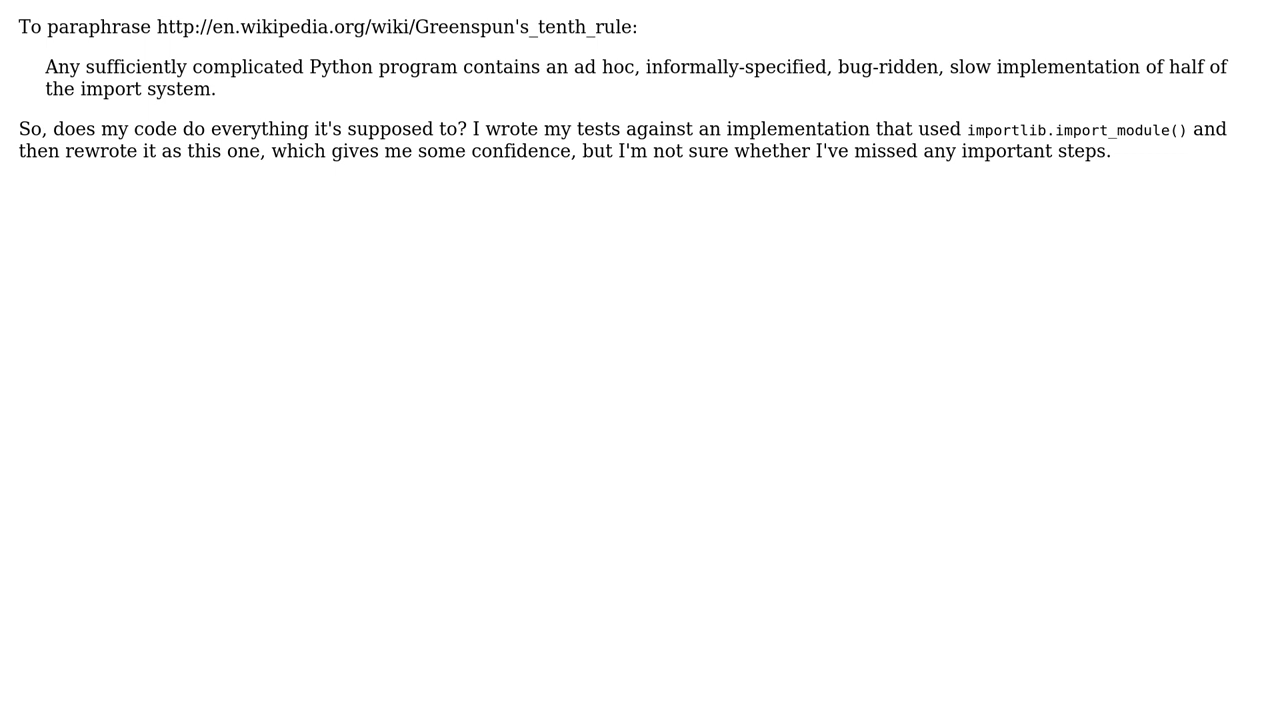 To paraphrase http://en.wikipedia.org/wiki/Greenspun's_tenth_rule:
Any sufficiently complicated Python program contains an ad hoc, informally-specified, bug-ridden, slow implementation of half of
the import system.
So, does my code do everything it's supposed to? I wrote my tests against an implementation that used importlib.import_module() and
then rewrote it as this one, which gives me some confidence, but I'm not sure whether I've missed any important steps.